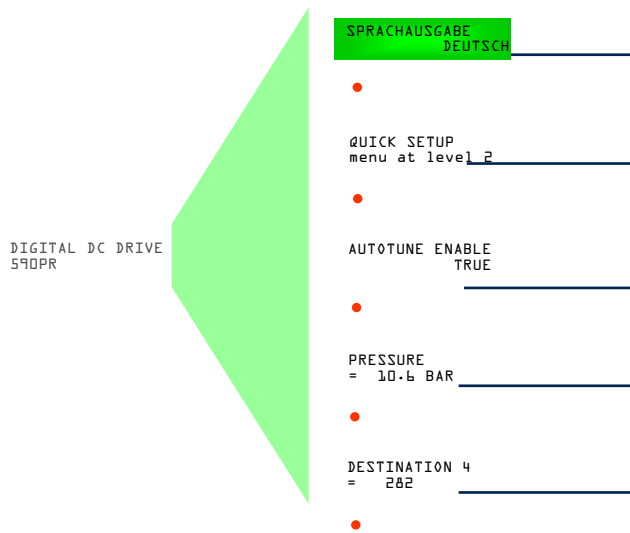 SPRACHAUSGABE
DEUTSCH
QUICK SETUP
menu at level 2
DIGITAL DC DRIVE
590PR
AUTOTUNE ENABLE
TRUE
PRESSURE
= 10.6 BAR
DESTINATION 4
= 282